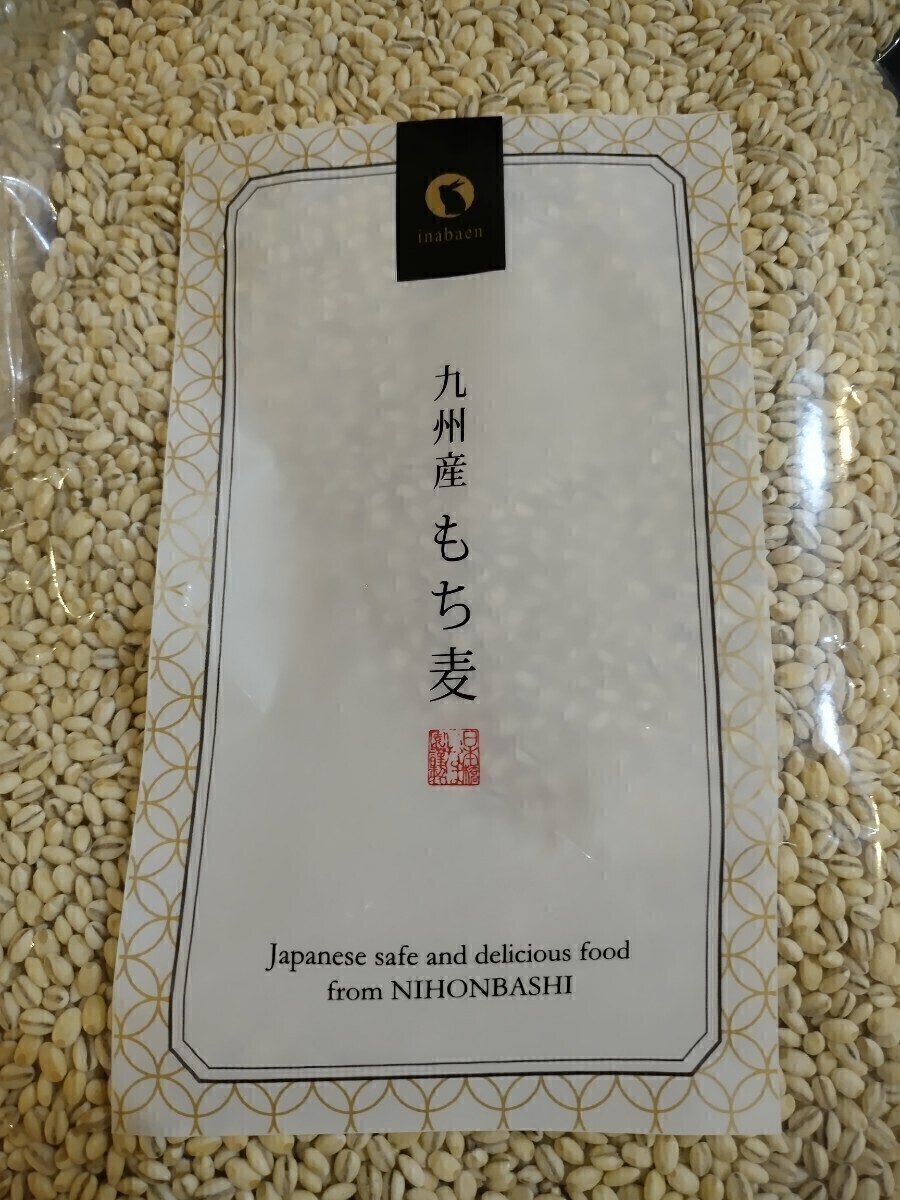 inabaen
九州産 もち麦
Japanese safe and delicious food
from NIHONBASHI